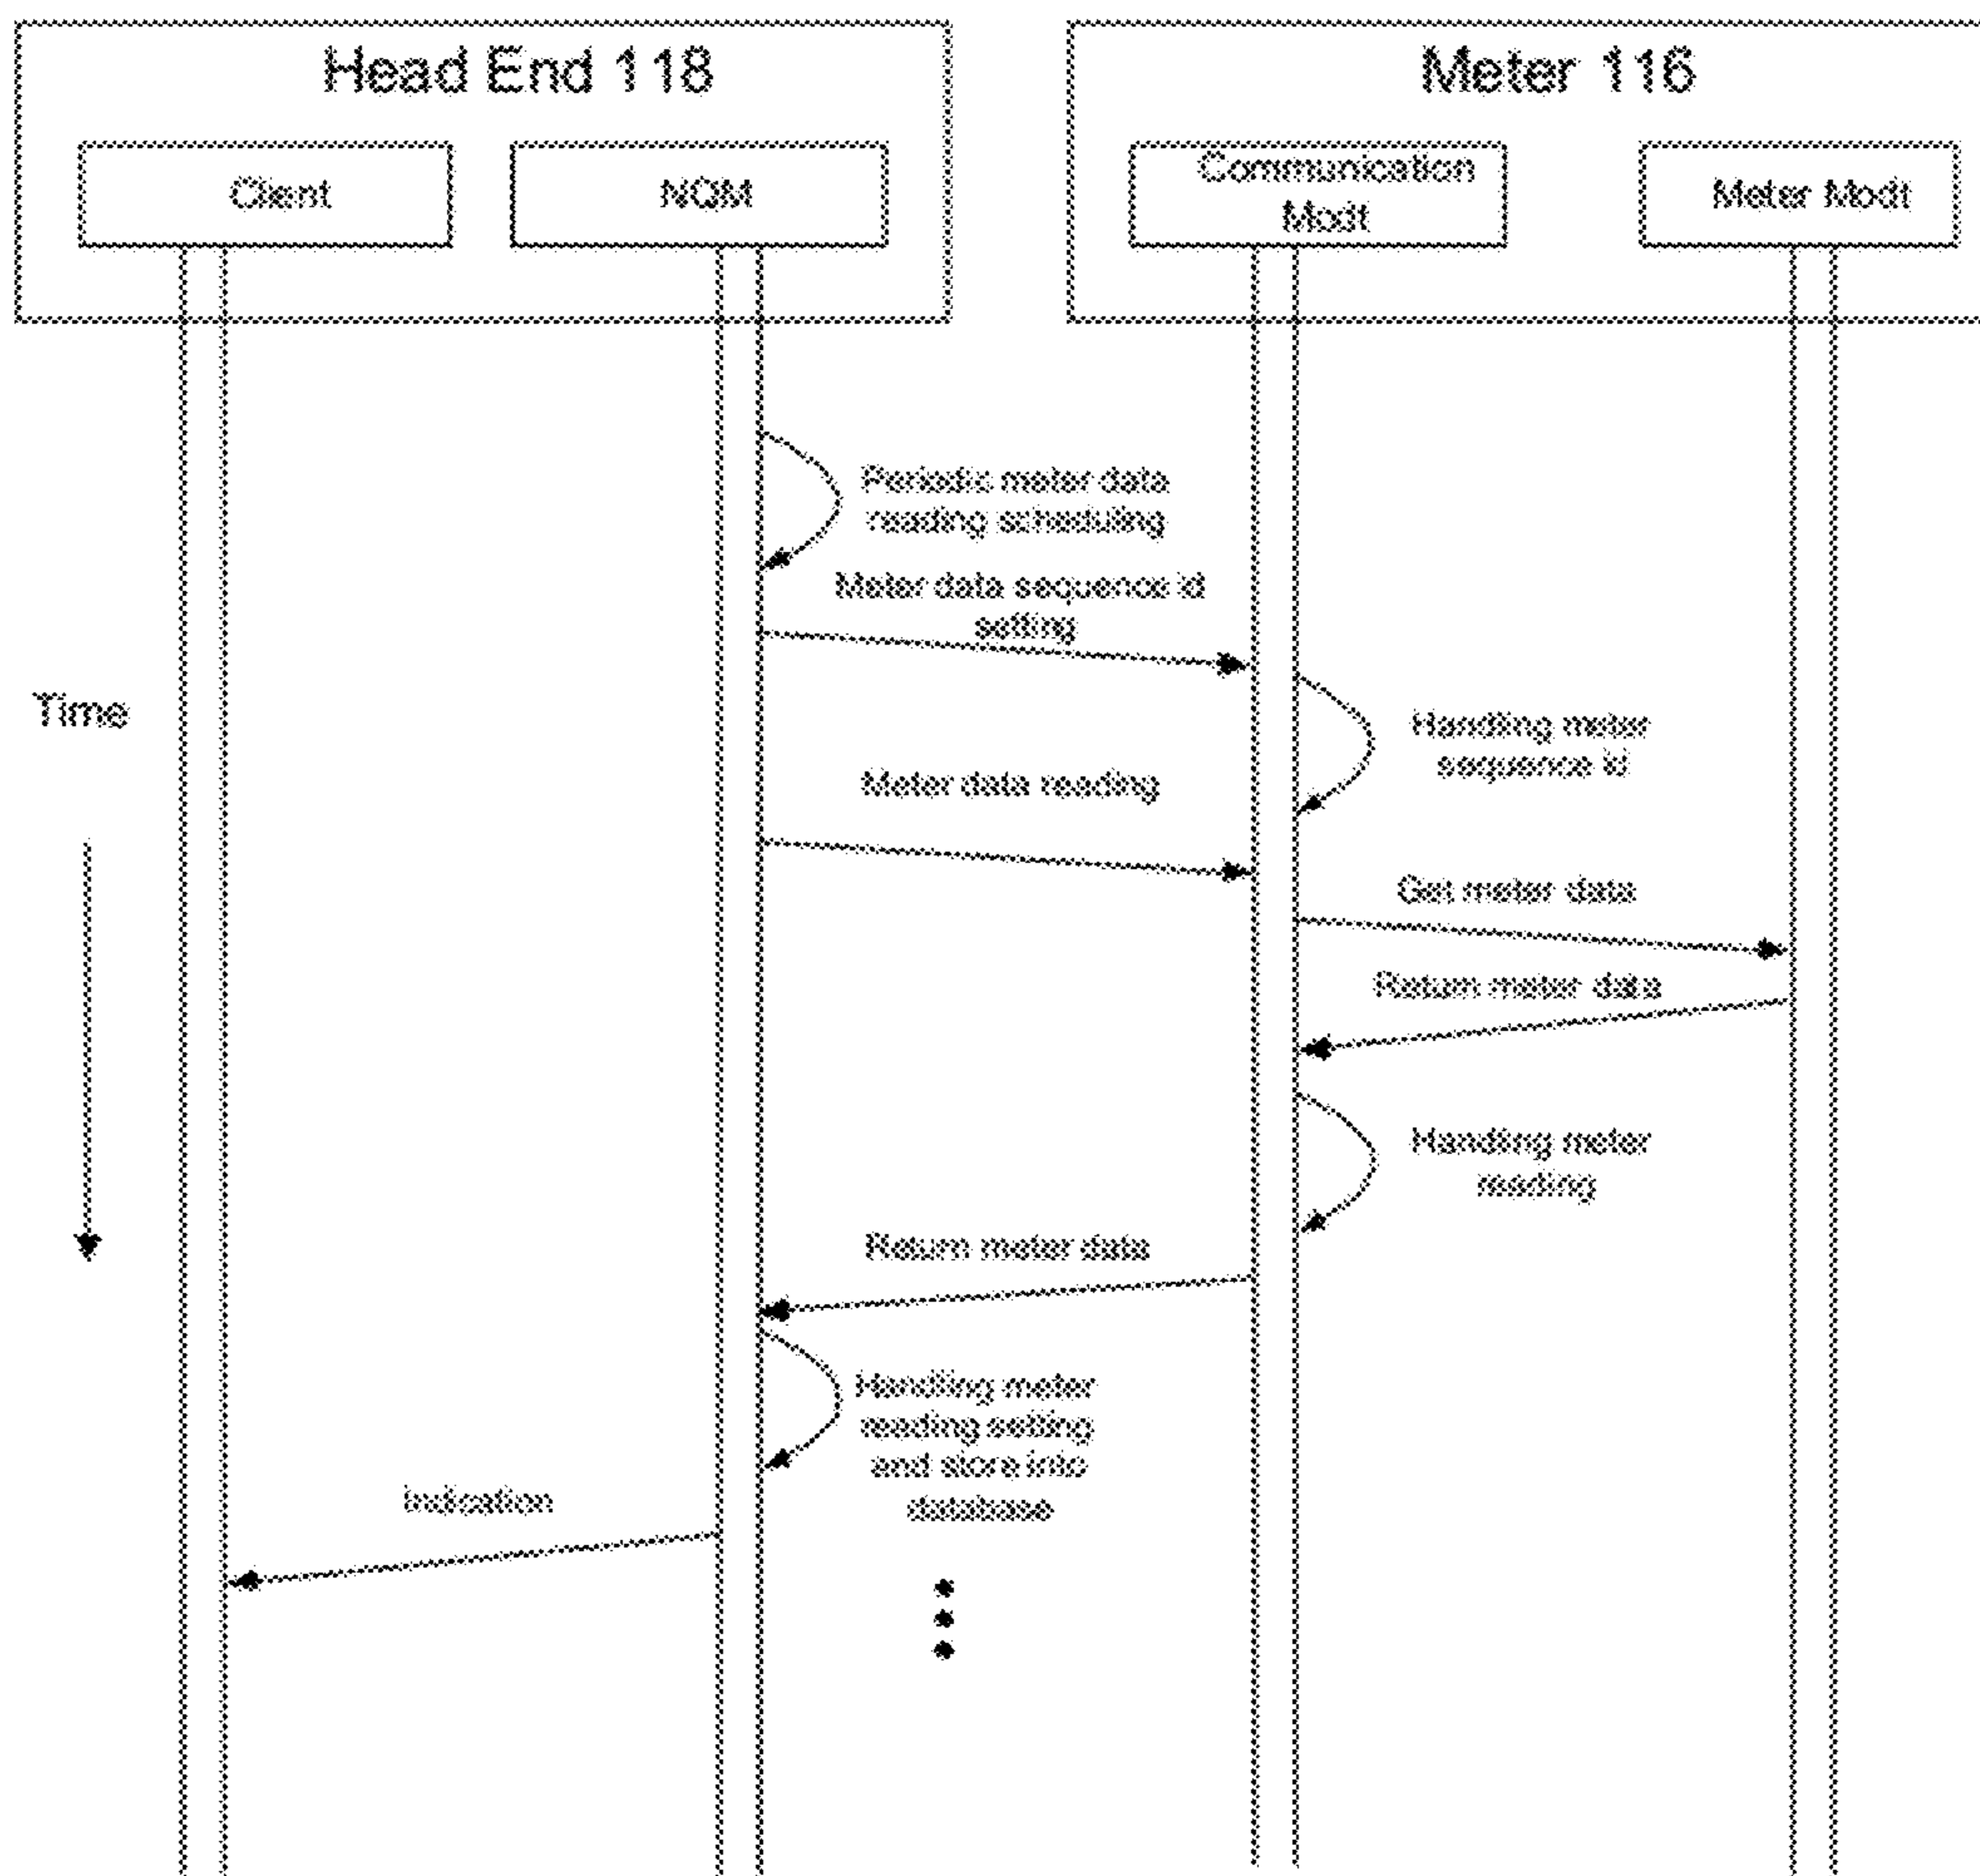 Head End 118
Meter 116
Client
NQM
Communication
Modt
Meter Modt
Periodic meter data
reading scheduling
Meter data sequence id
setting
Time
Handling meter
sequence id
Meter data reading
Get meter data
Return meter data
Handling meter
reading
Return meter data
Handling meter
reading setting
and store into
database
Indication